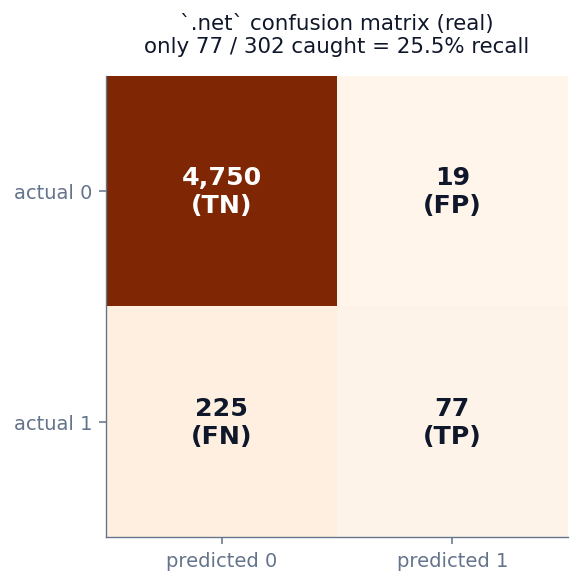 `.net` confusion matrix (real)
only 77 / 302 caught = 25.5% recall
actual 0
4,750
(TN)
19
(FP)
actual 1
225
(FN)
77
(TP)
predicted 0
predicted 1